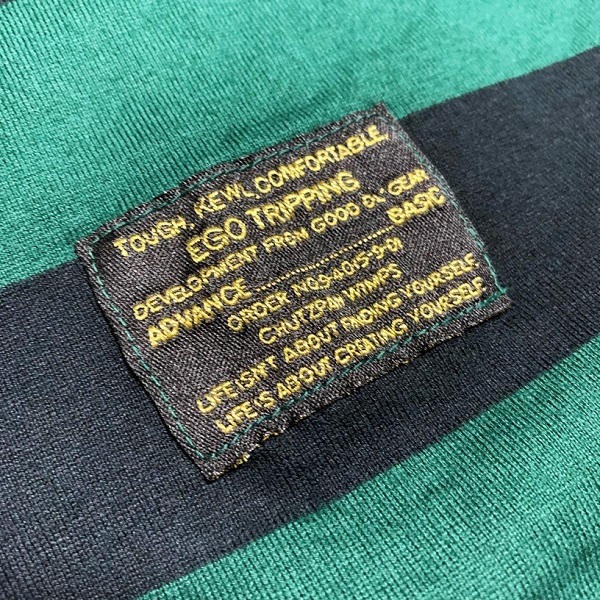 TOUGH, KEWL, COMFORTABLE,
EGO TRIPPING
DEVELOPMENT FROM GOOD OL' GEAR
ADVANCE BASIC
ORDER NO.
CHUTZPAH WIMPS
LIFE ISN'T ABOUT FINDING YOURSELF
LIFE'S ABOUT CREATING YOURSELF